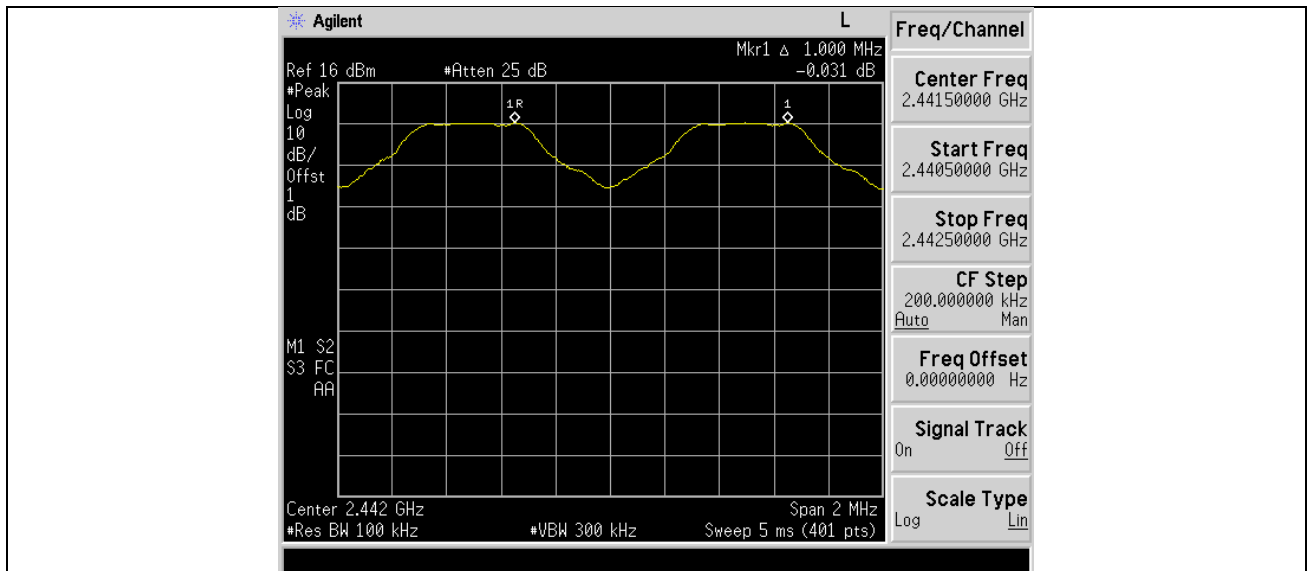 Agilent
L
Mkr1 Δ 1.000 MHz
Ref 16 dBm #Atten 25 dB -0.031 dB
#Peak
Log
10
dB/
Offst
1
dB
1R
1
M1 S2
S3 FC
AA
Center 2.442 GHz Span 2 MHz
#Res BW 100 kHz #VBW 300 kHz Sweep 5 ms (401 pts)
Freq/Channel
Center Freq
2.44150000 GHz
Start Freq
2.44050000 GHz
Stop Freq
2.44250000 GHz
CF Step
200.000000 kHz
Auto Man
Freq Offset
0.00000000 Hz
Signal Track
On Off
Scale Type
Log Lin